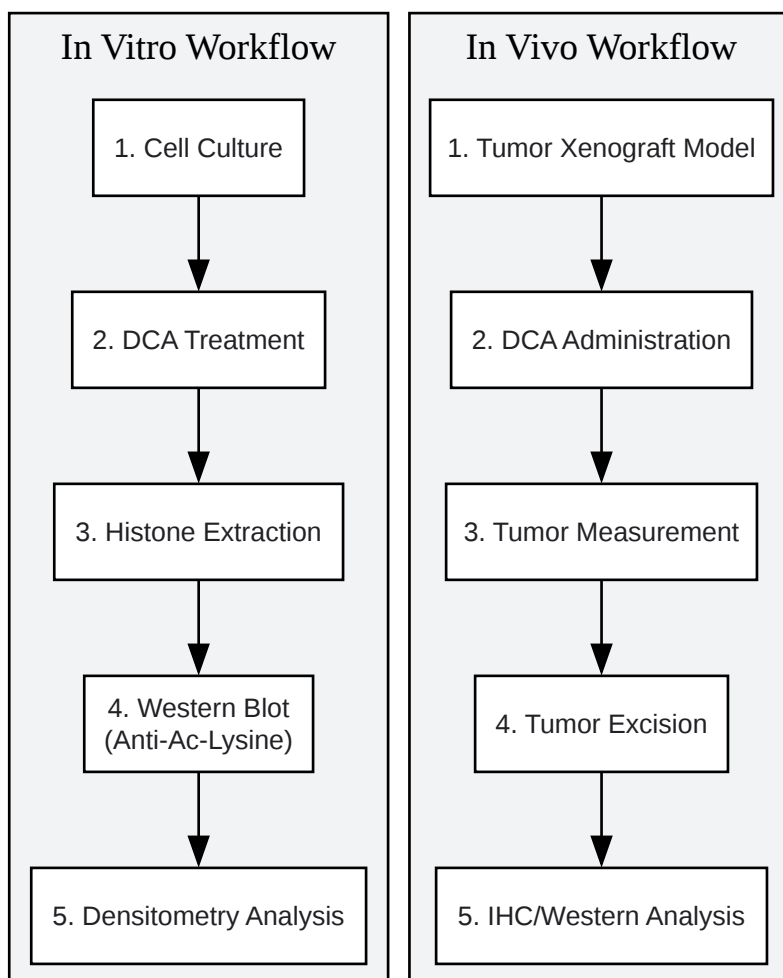 In Vitro Workflow
1. Cell Culture
2. DCA Treatment
3. Histone Extraction
4. Western Blot
(Anti-Ac-Lysine)
5. Densitometry Analysis
In Vivo Workflow
1. Tumor Xenograft Model
2. DCA Administration
3. Tumor Measurement
4. Tumor Excision
5. IHC/Western Analysis